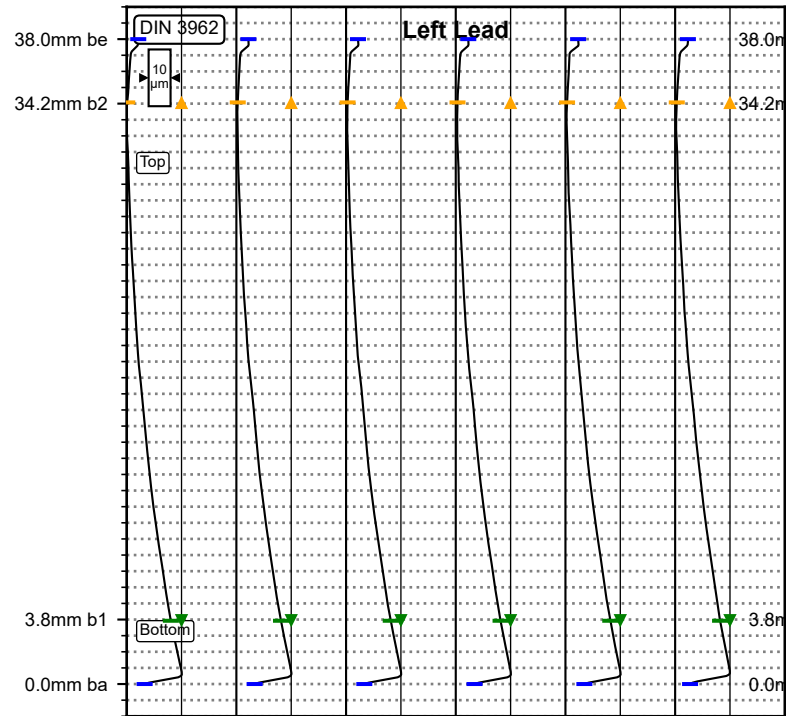 DIN 3962
Left Lead
38.0mm be
38.0m
10
µm
34.2mm b2
34.2m
Top
3.8mm b1
3.8m
Bottom
0.0mm ba
0.0m